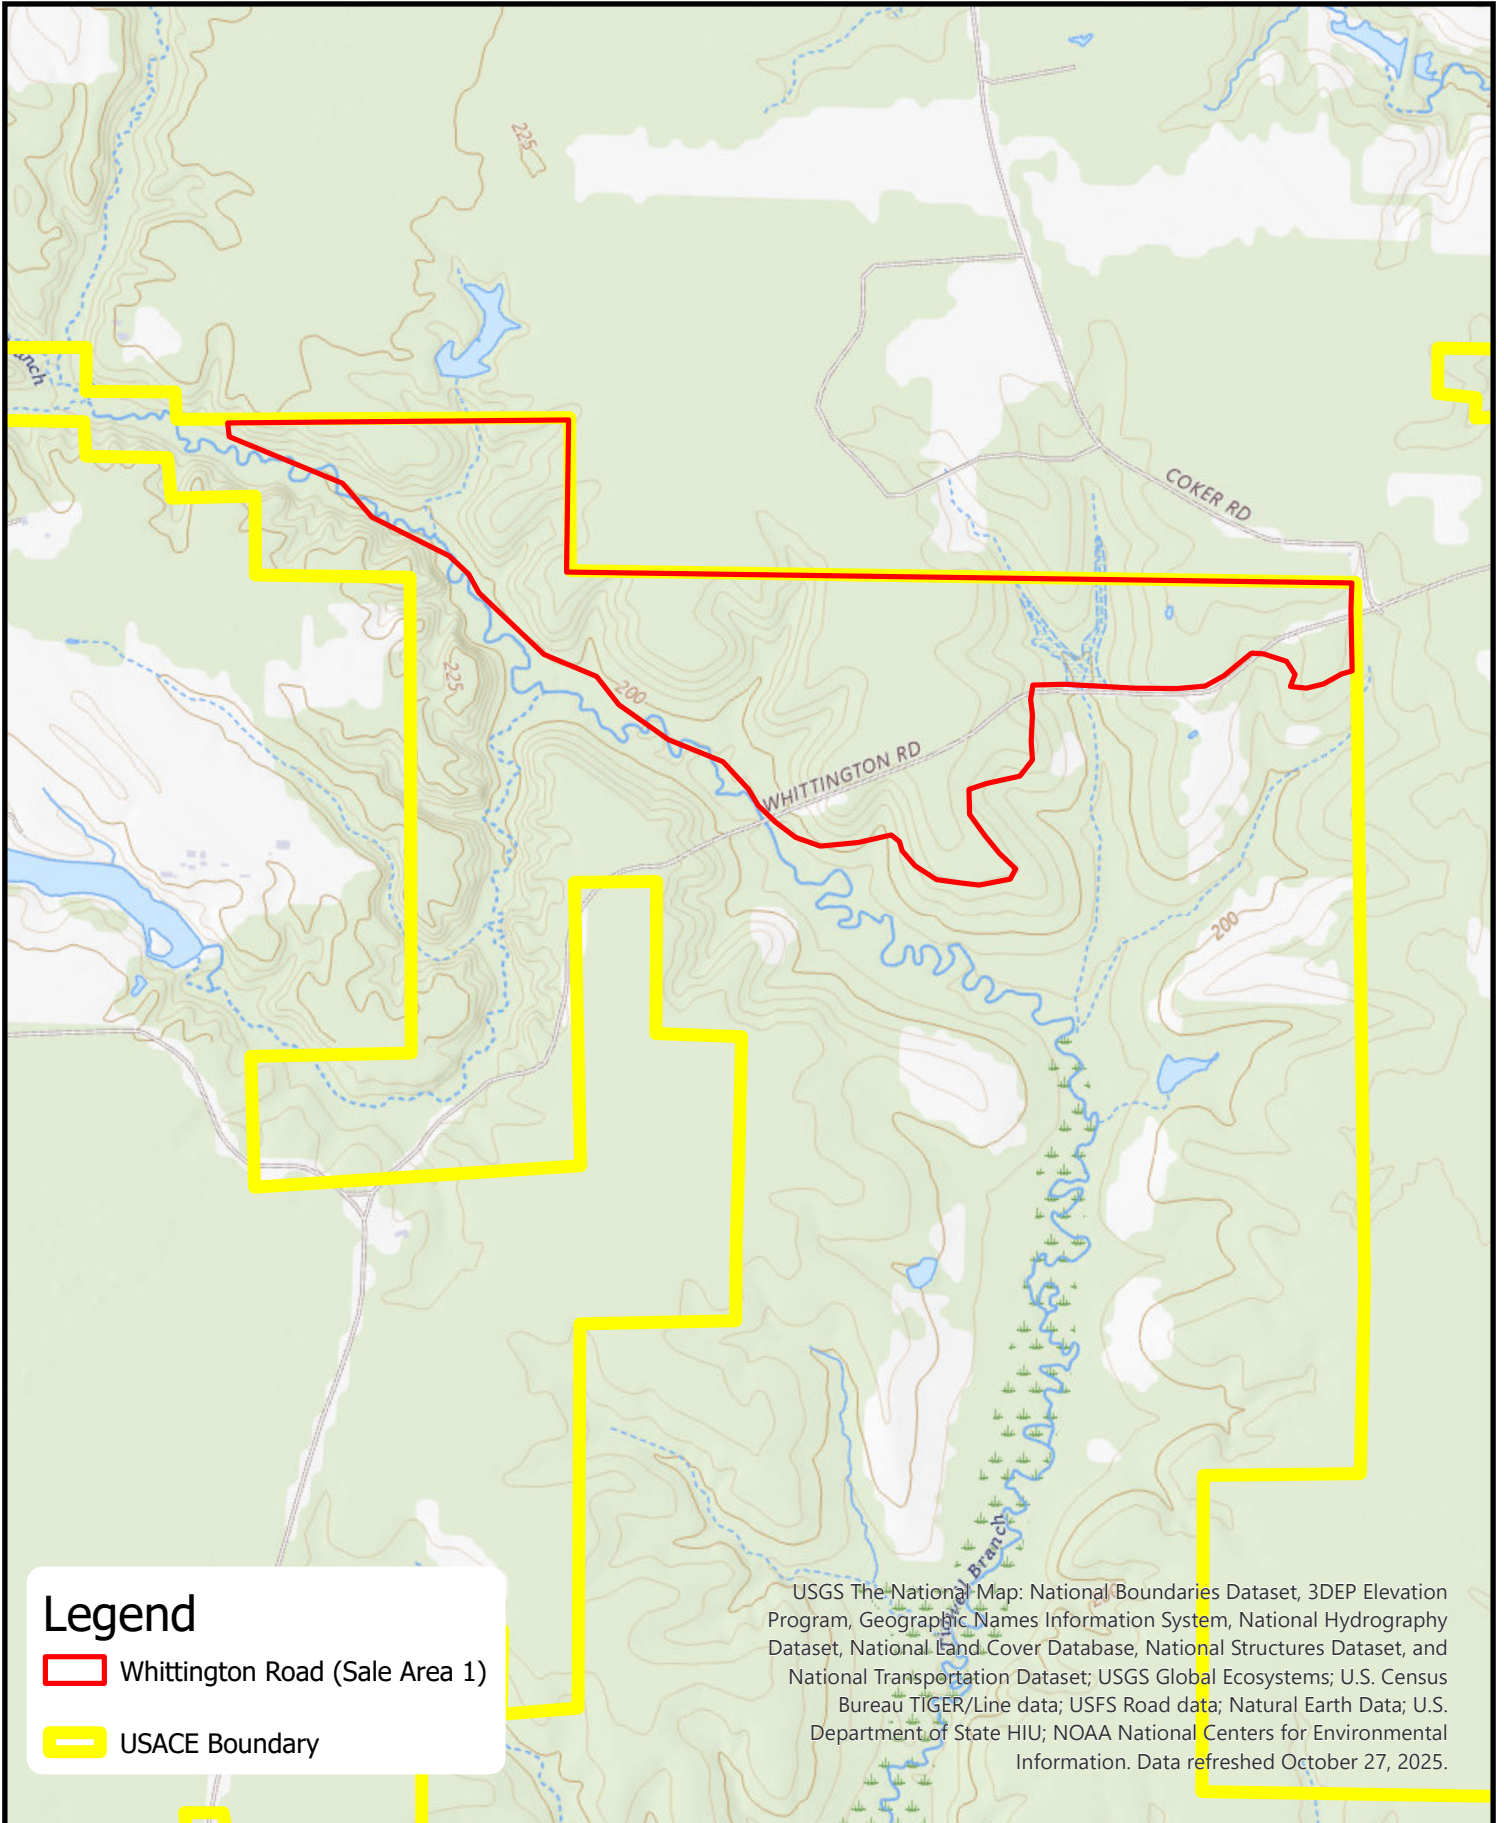 225
anch
COKER RD
225
200
WHITTINGTON RD
200
Branch
200
Legend
Whittington Road (Sale Area 1)
USACE Boundary
USGS The National Map: National Boundaries Dataset, 3DEP Elevation
Program, Geographic Names Information System, National Hydrography
Dataset, National Land Cover Database, National Structures Dataset, and
National Transportation Dataset; USGS Global Ecosystems; U.S. Census
Bureau TIGER/Line data; USFS Road data; Natural Earth Data; U.S.
Department of State HIU; NOAA National Centers for Environmental
Information. Data refreshed October 27, 2025.